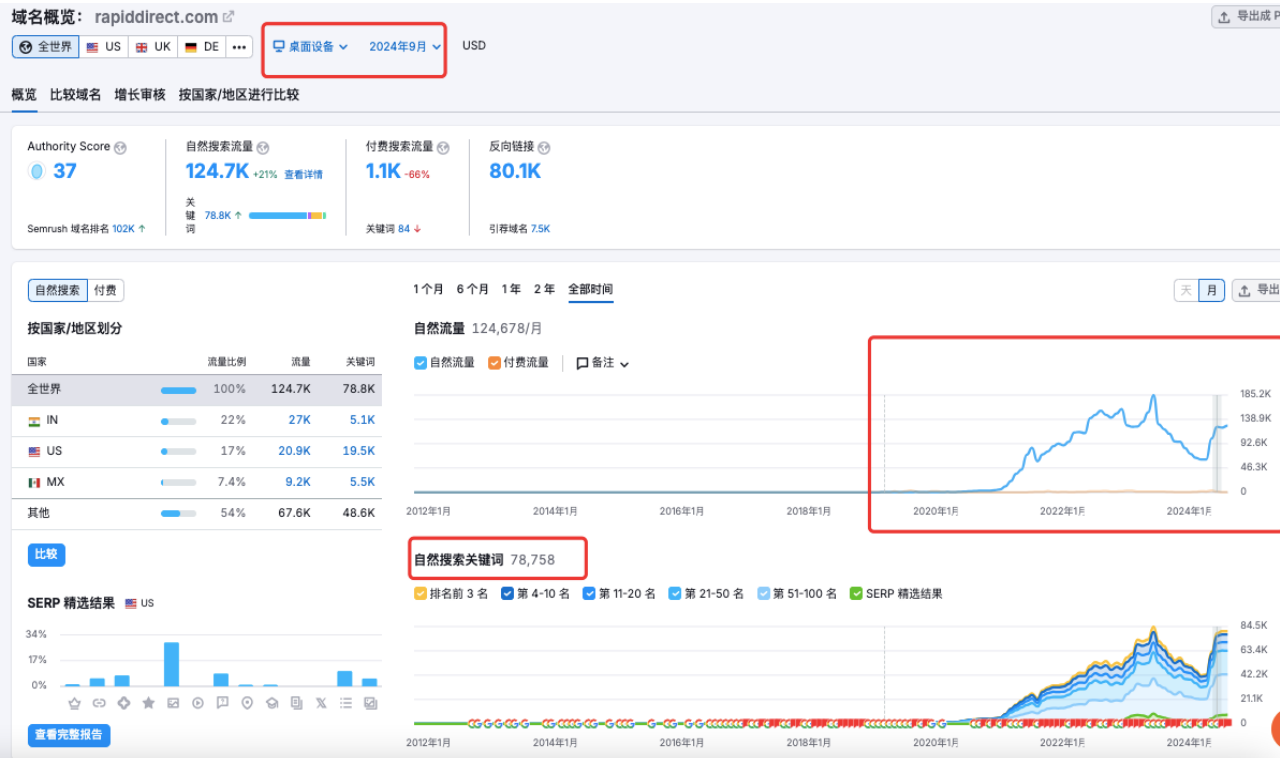 域名概览： rapiddirect.com
导出成 P
全世界 US UK DE ••• 桌面设备 2024年9月 USD
概览 比较域名 增长审核 按国家/地区进行比较
Authority Score 自然搜索流量 付费搜索流量 反向链接
37 124.7K +21% 查看详情 1.1K -66% 80.1K
关键词 78.8K ↑
Semrush 域名排名 102K ↑ 关键词 84 ↓ 引荐域名 7.5K
自然搜索 付费 1个月 6个月 1年 2年 全部时间 天 月 导出
按国家/地区划分 自然流量 124,678/月
国家 流量比例 流量 关键词 自然流量 付费流量 备注
全世界 100% 124.7K 78.8K
IN 22% 27K 5.1K
US 17% 20.9K 19.5K
MX 7.4% 9.2K 5.5K
其他 54% 67.6K 48.6K
185.2K
138.9K
92.6K
46.3K
0
2012年1月 2014年1月 2016年1月 2018年1月 2020年1月 2022年1月 2024年1月
比较 自然搜索关键词 78,758
SERP 精选结果 US 排名前 3 名 第 4-10 名 第 11-20 名 第 21-50 名 第 51-100 名 SERP 精选结果
34%
17%
0%
84.5K
63.4K
42.2K
21.1K
0
查看完整报告 2012年1月 2014年1月 2016年1月 2018年1月 2020年1月 2022年1月 2024年1月